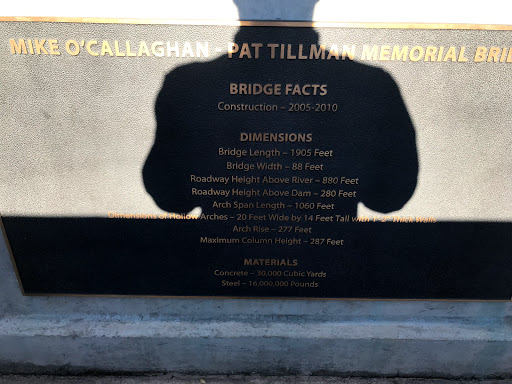 MIKE O'CALLAGHAN - PAT TILLMAN MEMORIAL
BRIDGE FACTS
Construction – 2005-2010
DIMENSIONS
Bridge Length – 1905 Feet
Bridge Width – 88 Feet
Roadway Height Above River – 880 Feet
Roadway Height Above Dam – 280 Feet
Arch Span Length – 1060 Feet
Dimensions of Hollow Arches – 20 Feet Wide by 14 Feet Tall with Thick Walls
Arch Rise – 277 Feet
Maximum Column Height – 287 Feet
MATERIALS
Concrete – 30,000 Cubic Yards
Steel – 16,000,000 Pounds